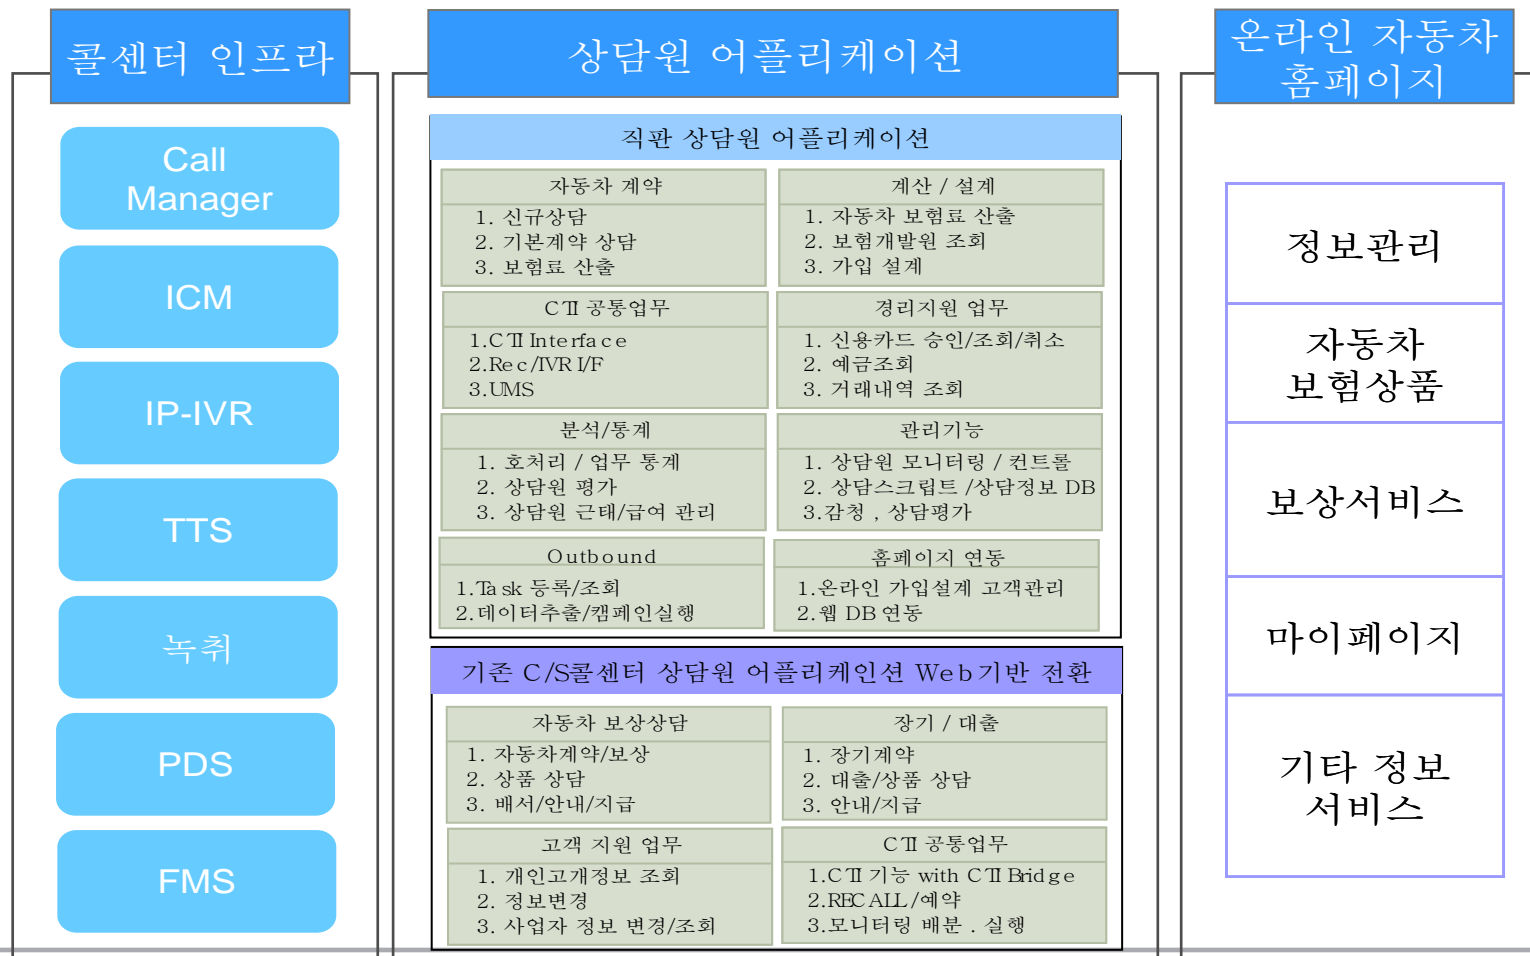 콜센터 인프라
Call
Manager
ICM
IP-IVR
TTS
녹취
PDS
FMS
상담원 어플리케이션
직판 상담원 어플리케이션
자동차 계약
1. 신규상담
2. 기본계약 상담
3. 보험료 산출
계산 / 설계
1. 자동차 보험료 산출
2. 보험개발원 조회
3. 가입 설계
CTI 공통업무
1.CTI Interface
2.Rec/IVR I/F
3.UMS
경리지원 업무
1. 신용카드 승인/조회/취소
2. 예금조회
3. 거래내역 조회
분석/통계
1. 호처리 / 업무 통계
2. 상담원 평가
3. 상담원 근태/급여 관리
관리기능
1. 상담원 모니터링 / 컨트롤
2. 상담스크립트 /상담정보 DB
3.감청 , 상담평가
Outbound
1.Task 등록/조회
2.데이터추출/캠페인실행
홈페이지 연동
1.온라인 가입설계 고객관리
2.웹 DB 연동
기존 C/S콜센터 상담원 어플리케인션 Web기반 전환
자동차 보상상담
1. 자동차계약/보상
2. 상품 상담
3. 배서/안내/지급
장기 / 대출
1. 장기계약
2. 대출/상품 상담
3. 안내/지급
고객 지원 업무
1. 개인고개정보 조회
2. 정보변경
3. 사업자 정보 변경/조회
CTI 공통업무
1.CTI 기능 with CTI Bridge
2.RECALL /예약
3.모니터링 배분 . 실행
온라인 자동차
홈페이지
정보관리
자동차
보험상품
보상서비스
마이페이지
기타 정보
서비스